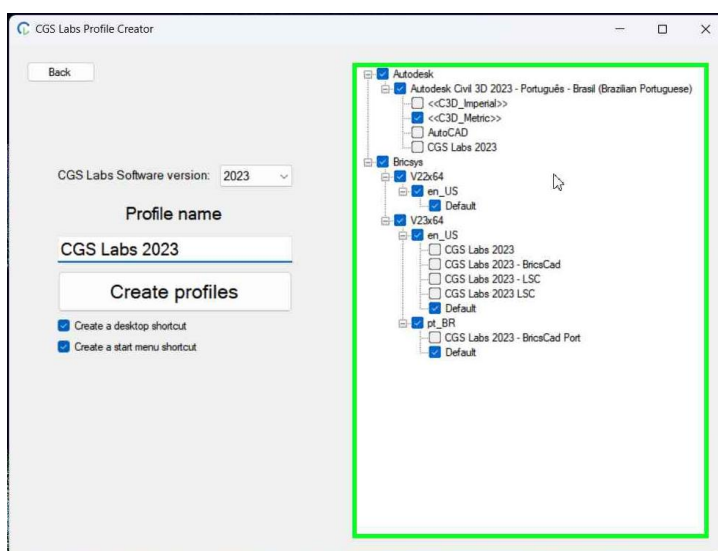 CGS Labs Profile Creator
Back
CGS Labs Software version: 2023
Profile name
CGS Labs 2023
Create profiles
Create a desktop shortcut
Create a start menu shortcut
Autodesk
Autodesk Civil 3D 2023 - Português - Brasil (Brazilian Portuguese)
<<C3D_Imperial>>
<<C3D_Metric>>
AutoCAD
CGS Labs 2023
Bricsys
V22x64
en_US
Default
V23x64
en_US
CGS Labs 2023
CGS Labs 2023 - BricsCad
CGS Labs 2023 - LSC
CGS Labs 2023 LSC
Default
pt_BR
CGS Labs 2023 - BricsCad Port
Default